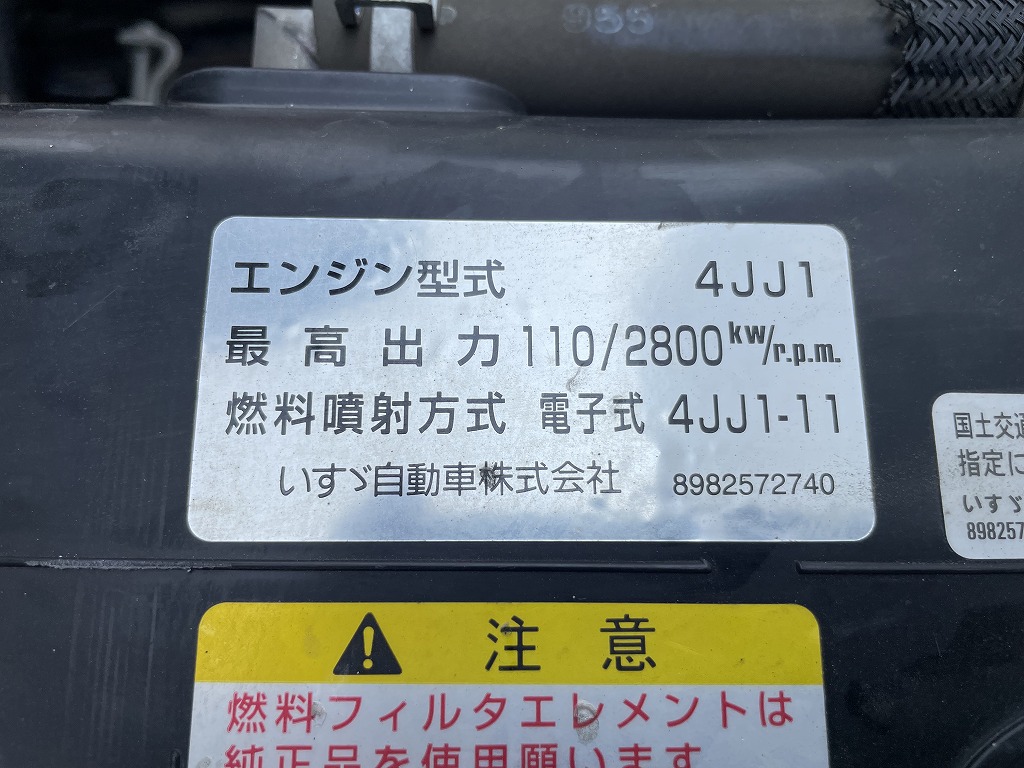 955
エンジン型式 4JJ1
最高出力 110/2800 kw/r.p.m.
燃料噴射方式 電子式 4JJ1-11
いすゞ自動車株式会社 8982572740
国土交通
指定に
いすゞ
898257
注意
燃料フィルタエレメントは
純正品を使用願います